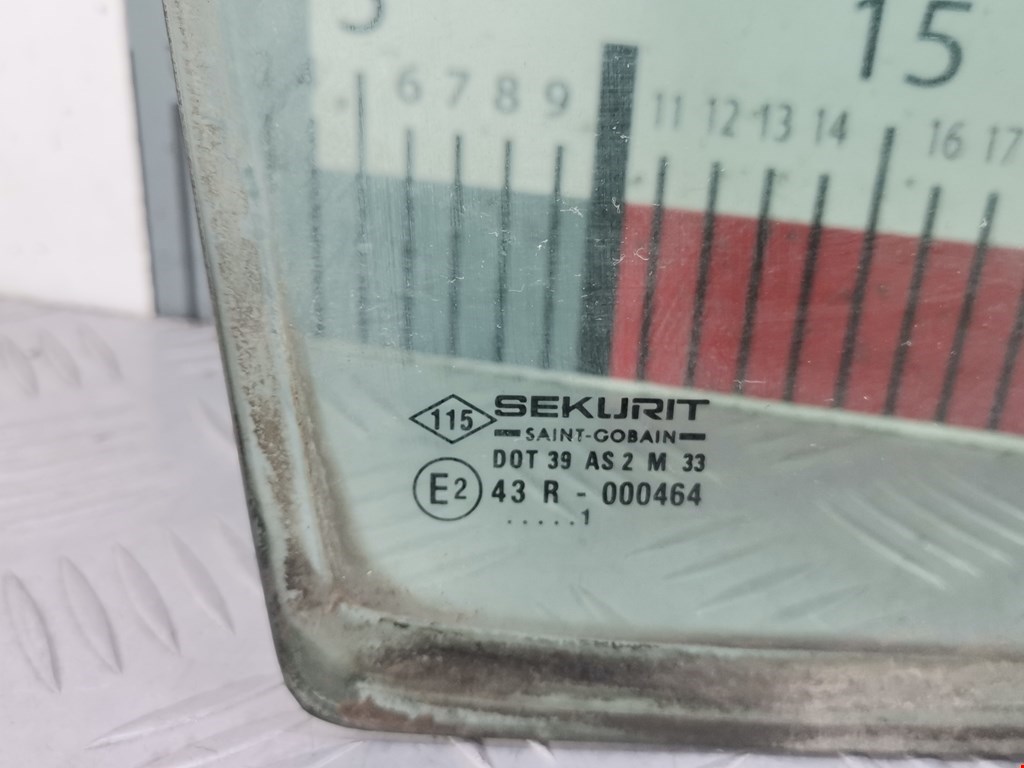 5
15
6 7 8 9 11 12 13 14 16 17
115 SEKURIT
SAINT-GOBAIN
DOT 39 AS 2 M 33
E2 43 R - 000464
.....1